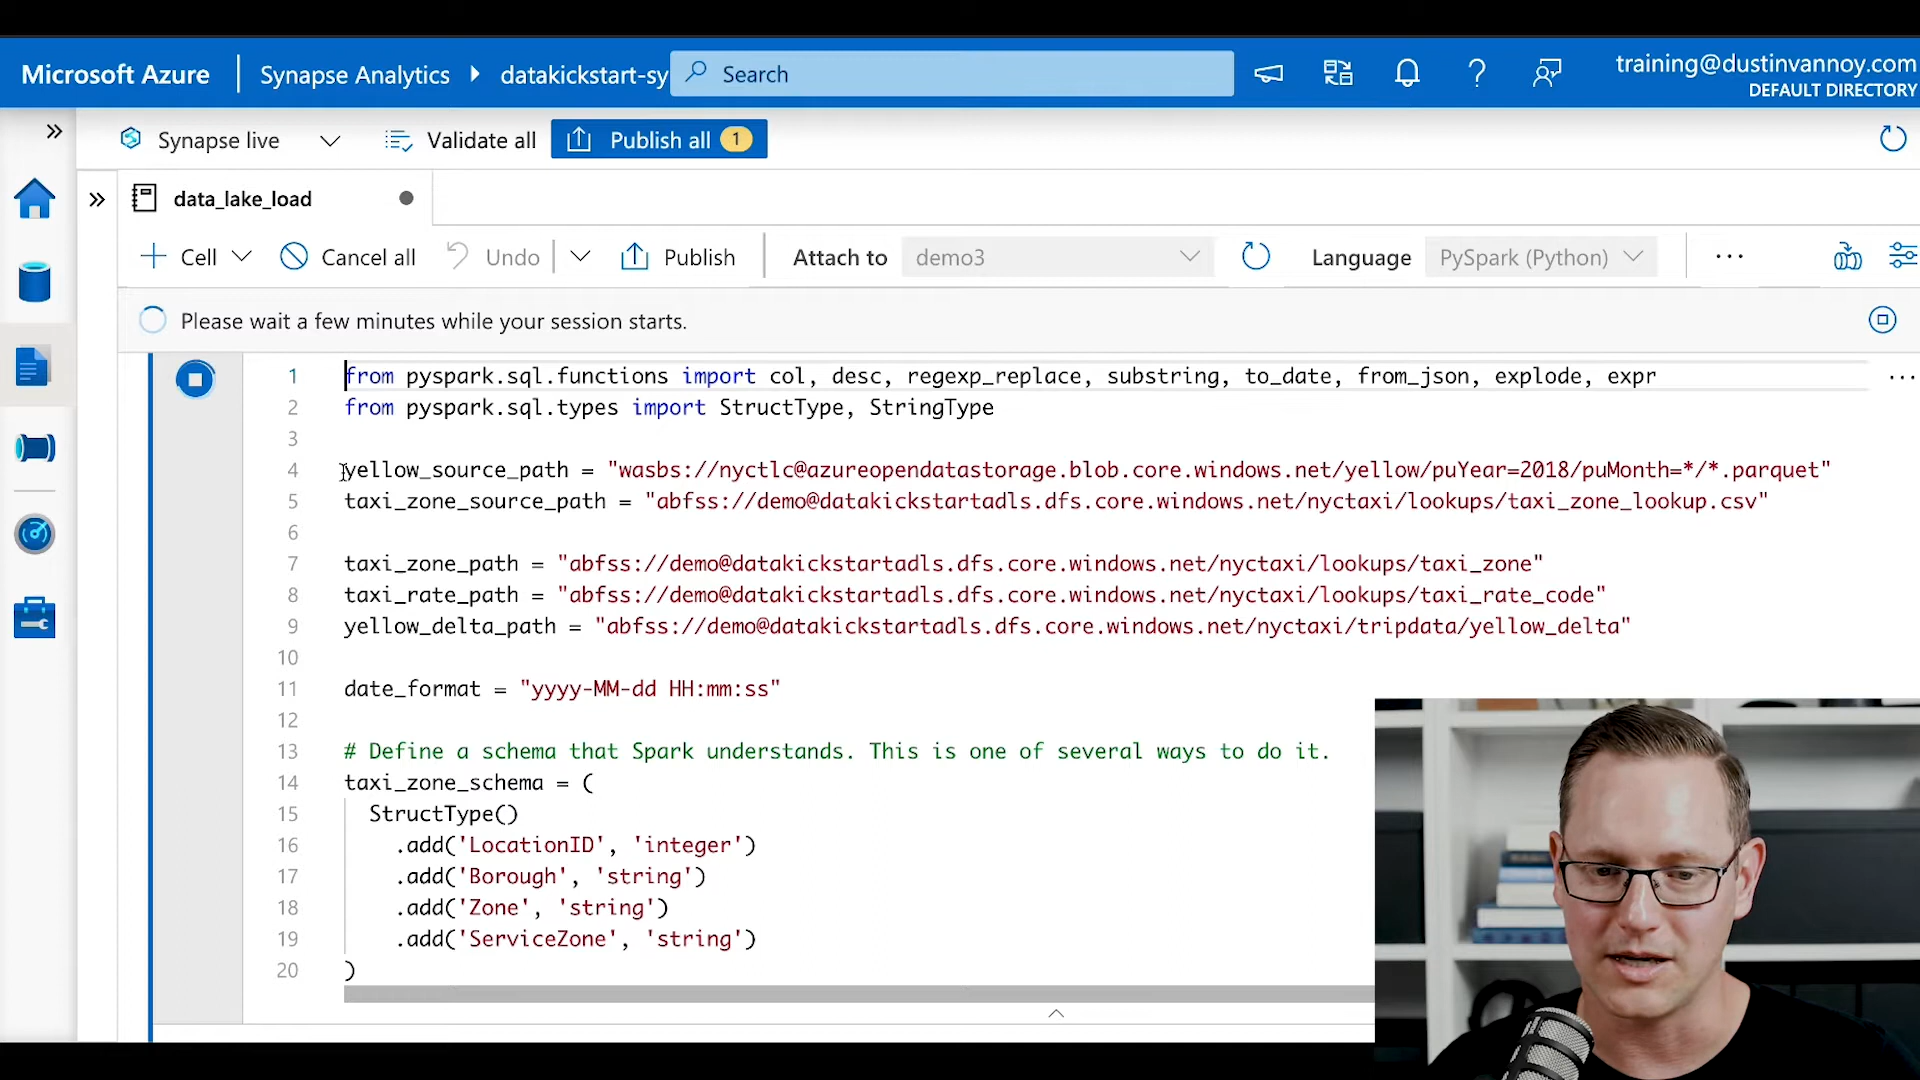 Microsoft Azure
Synapse Analytics
datakickstart-sy
Search
training@dustinvannoy.com
DEFAULT DIRECTORY
Synapse live
Validate all
Publish all 1
data_lake_load
Cell
Cancel all
Undo
Publish
Attach to
demo3
Language
PySpark (Python)
Please wait a few minutes while your session starts.
1 from pyspark.sql.functions import col, desc, regexp_replace, substring, to_date, from_json, explode, expr
2 from pyspark.sql.types import StructType, StringType
3
4 yellow_source_path = "wasbs://nyctlc@azureopendatastorage.blob.core.windows.net/yellow/puYear=2018/puMonth=*/*.parquet"
5 taxi_zone_source_path = "abfss://demo@datakickstartadls.dfs.core.windows.net/nyctaxi/lookups/taxi_zone_lookup.csv"
6
7 taxi_zone_path = "abfss://demo@datakickstartadls.dfs.core.windows.net/nyctaxi/lookups/taxi_zone"
8 taxi_rate_path = "abfss://demo@datakickstartadls.dfs.core.windows.net/nyctaxi/lookups/taxi_rate_code"
9 yellow_delta_path = "abfss://demo@datakickstartadls.dfs.core.windows.net/nyctaxi/tripdata/yellow_delta"
10
11 date_format = "yyyy-MM-dd HH:mm:ss"
12
13 # Define a schema that Spark understands. This is one of several ways to do it.
14 taxi_zone_schema = (
15 StructType()
16 .add('LocationID', 'integer')
17 .add('Borough', 'string')
18 .add('Zone', 'string')
19 .add('ServiceZone', 'string')
20 )